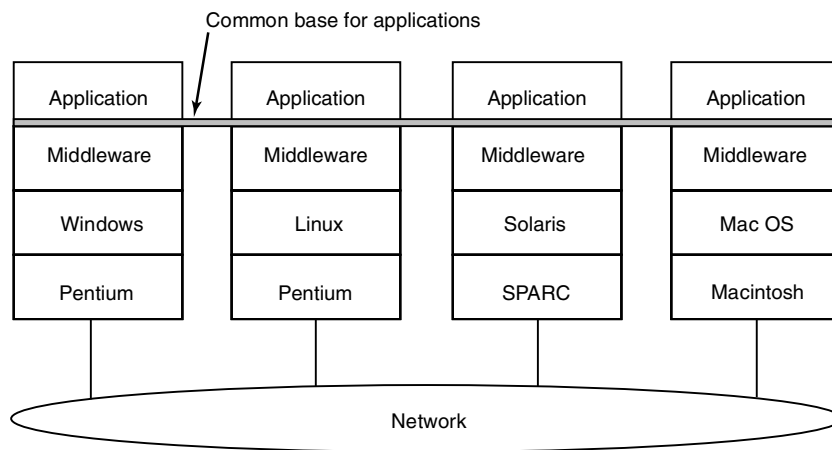 Common base for applications
Application Application Application Application
Middleware Middleware Middleware Middleware
Windows Linux Solaris Mac OS
Pentium Pentium SPARC Macintosh
Network